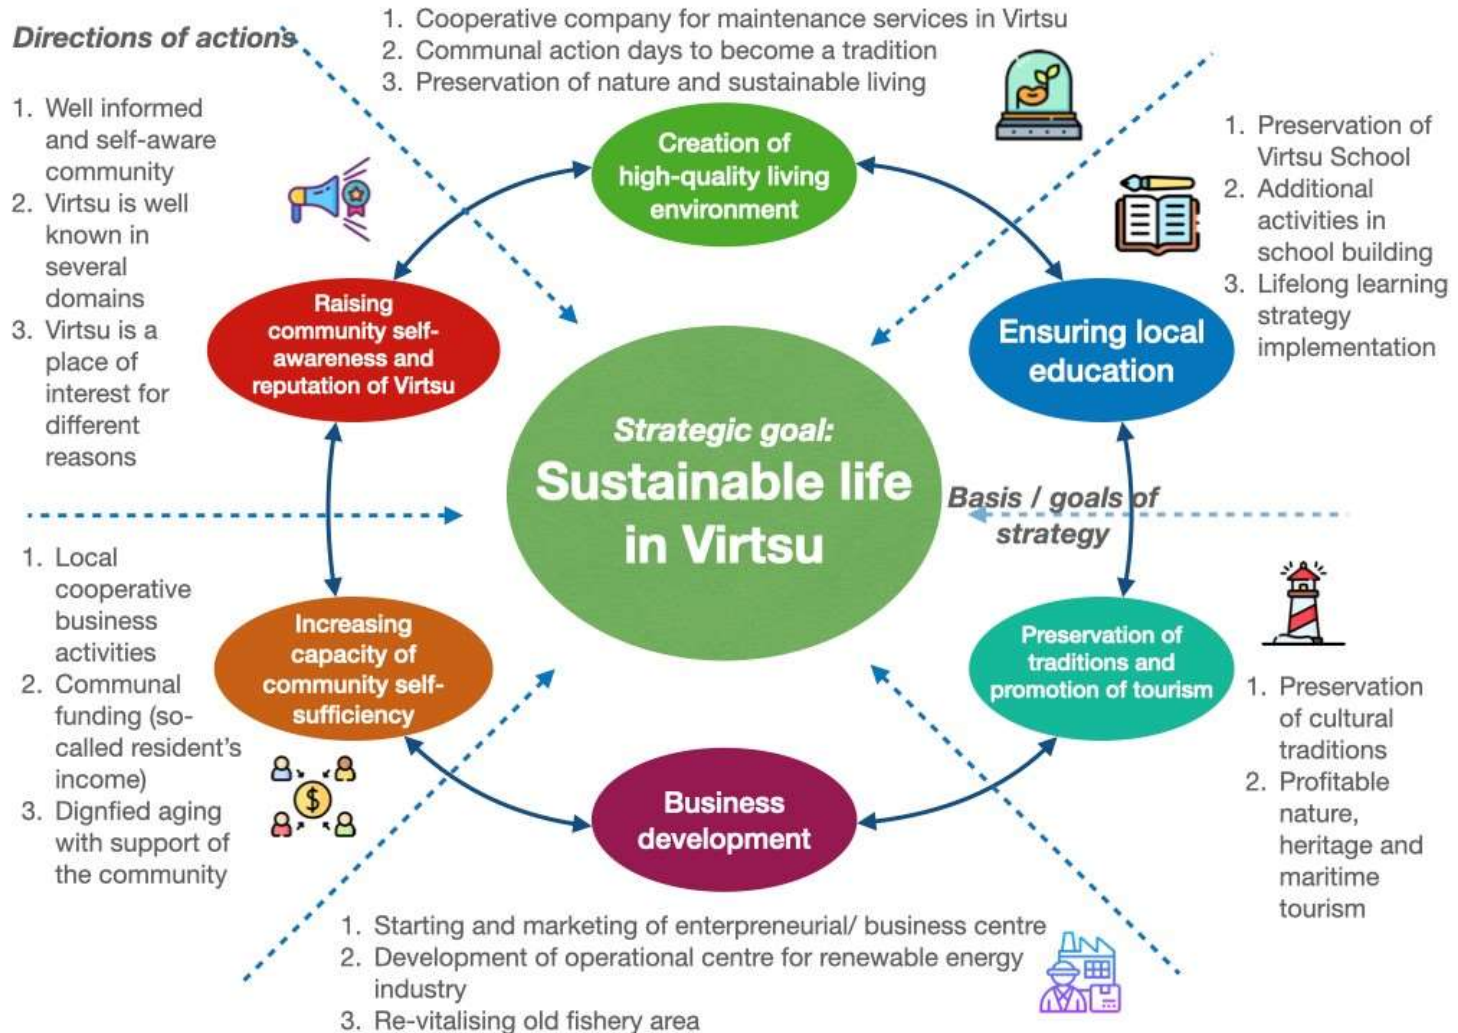 Directions of actions
1. Cooperative company for maintenance services in Virtsu
2. Communal action days to become a tradition
3. Preservation of nature and sustainable living
1. Well informed
and self-aware
community
2. Virtsu is well
known in
several
domains
3. Virtsu is a
place of
interest for
different
reasons
Creation of
high-quality living
environment
1. Preservation of
Virtsu School
2. Additional
activities in
school building
3. Lifelong learning
strategy
implementation
Raising
community self-
awareness and
reputation of Virtsu
Ensuring local
education
Strategic goal:
Sustainable life
in Virtsu
Basis / goals of
strategy
1. Local
cooperative
business
activities
2. Communal
funding (so-
called resident's
income)
3. Dignfied aging
with support of
the community
Increasing
capacity of
community self-
sufficiency
$
Preservation of
traditions and
promotion of tourism
1. Preservation
of cultural
traditions
2. Profitable
nature,
heritage and
maritime
tourism
Business
development
1. Starting and marketing of enterpreneurial/ business centre
2. Development of operational centre for renewable energy
industry
3. Re-vitalising old fishery area